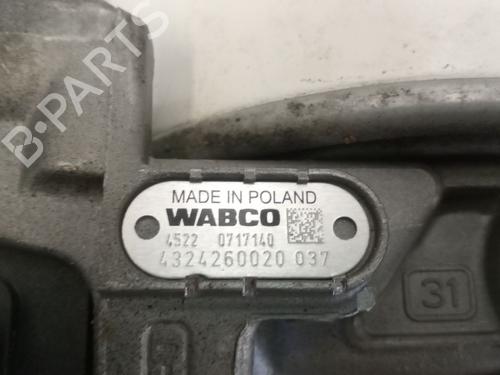 B-PARTS
MADE IN POLAND
WABCO
4522 0717140
4324260020 037
31